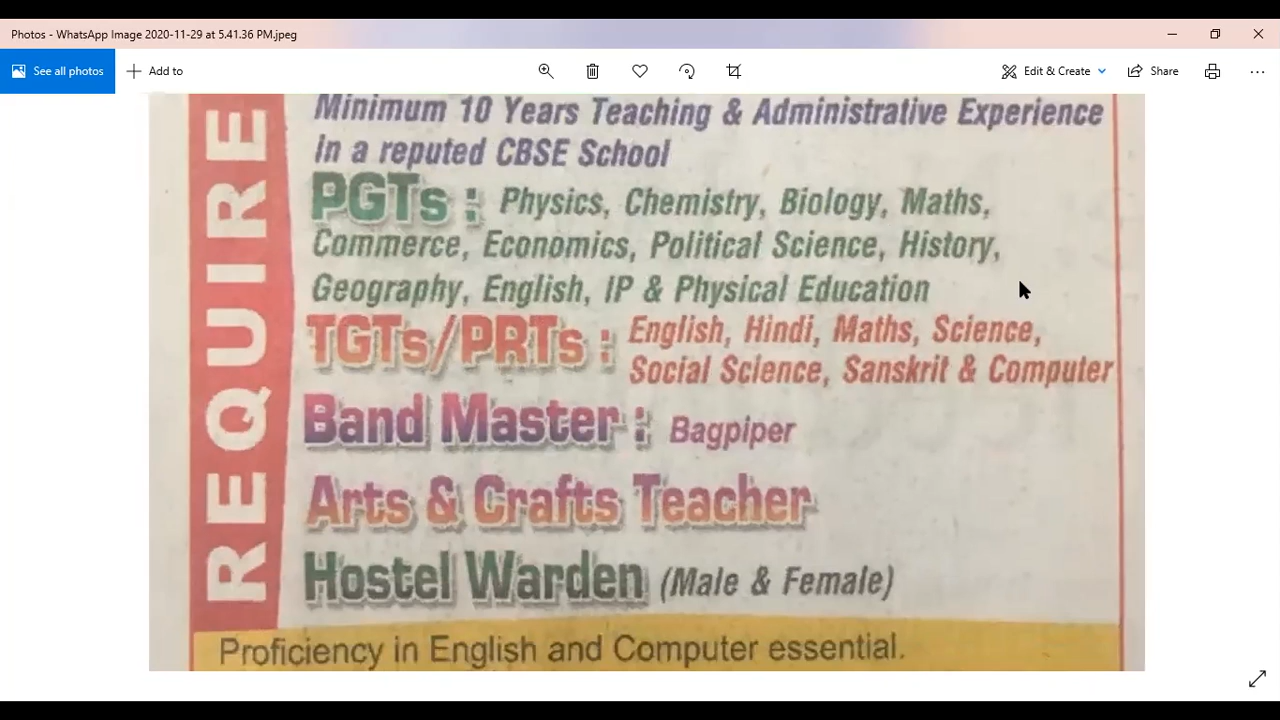 Photos - WhatsApp Image 2020-11-29 at 5.41.36 PM.jpeg
See all photos
Add to
Edit & Create
Share
REQUIRE
Minimum 10 Years Teaching & Administrative Experience
in a reputed CBSE School
PGTs : Physics, Chemistry, Biology, Maths,
Commerce, Economics, Political Science, History,
Geography, English, IP & Physical Education
TGTs/PRTs : English, Hindi, Maths, Science,
Social Science, Sanskrit & Computer
Band Master : Bagpiper
Arts & Crafts Teacher
Hostel Warden (Male & Female)
Proficiency in English and Computer essential.